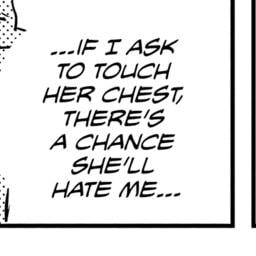 ...IF I ASK
TO TOUCH
HER CHEST,
THERE'S
A CHANCE
SHE'LL
HATE ME...